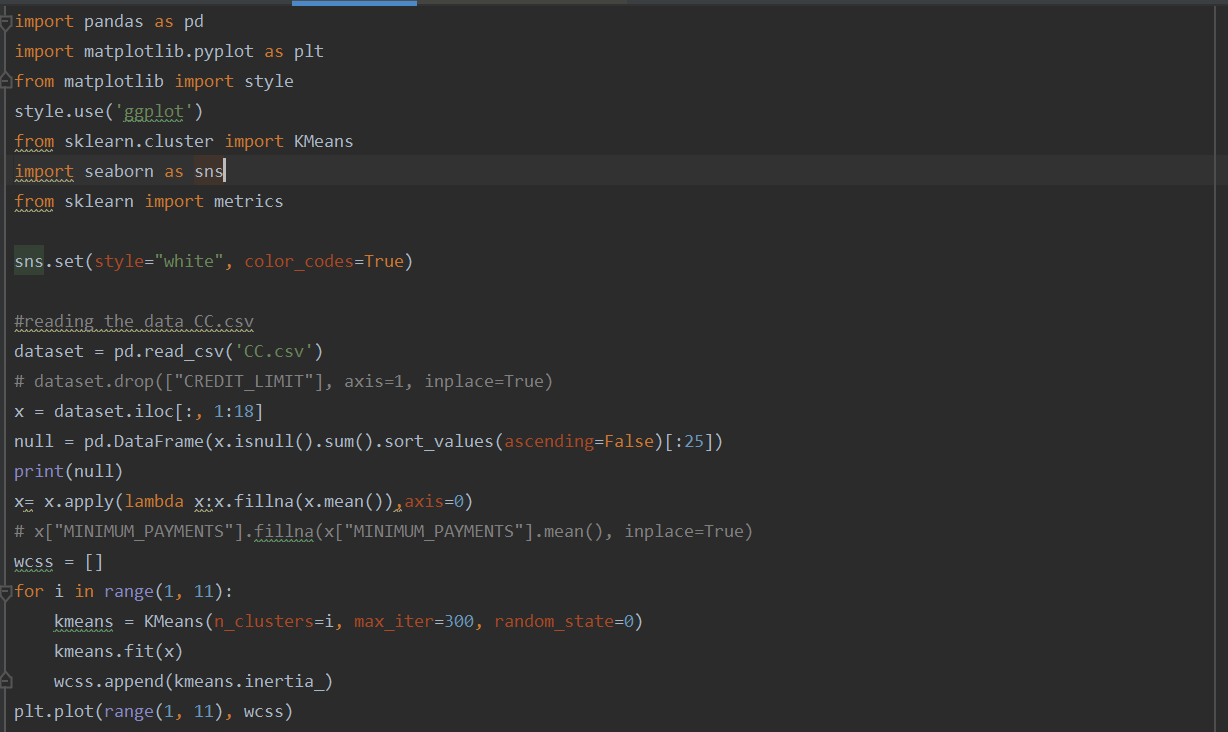 import pandas as pd
import matplotlib.pyplot as plt
from matplotlib import style
style.use('ggplot')
from sklearn.cluster import KMeans
import seaborn as sns
from sklearn import metrics

sns.set(style="white", color_codes=True)

#reading the data CC.csv
dataset = pd.read_csv('CC.csv')
# dataset.drop(["CREDIT_LIMIT"], axis=1, inplace=True)
x = dataset.iloc[:, 1:18]
null = pd.DataFrame(x.isnull().sum().sort_values(ascending=False)[:25])
print(null)
x= x.apply(lambda x:x.fillna(x.mean()),axis=0)
# x["MINIMUM_PAYMENTS"].fillna(x["MINIMUM_PAYMENTS"].mean(), inplace=True)
wcss = []
for i in range(1, 11):
    kmeans = KMeans(n_clusters=i, max_iter=300, random_state=0)
    kmeans.fit(x)
    wcss.append(kmeans.inertia_)
plt.plot(range(1, 11), wcss)